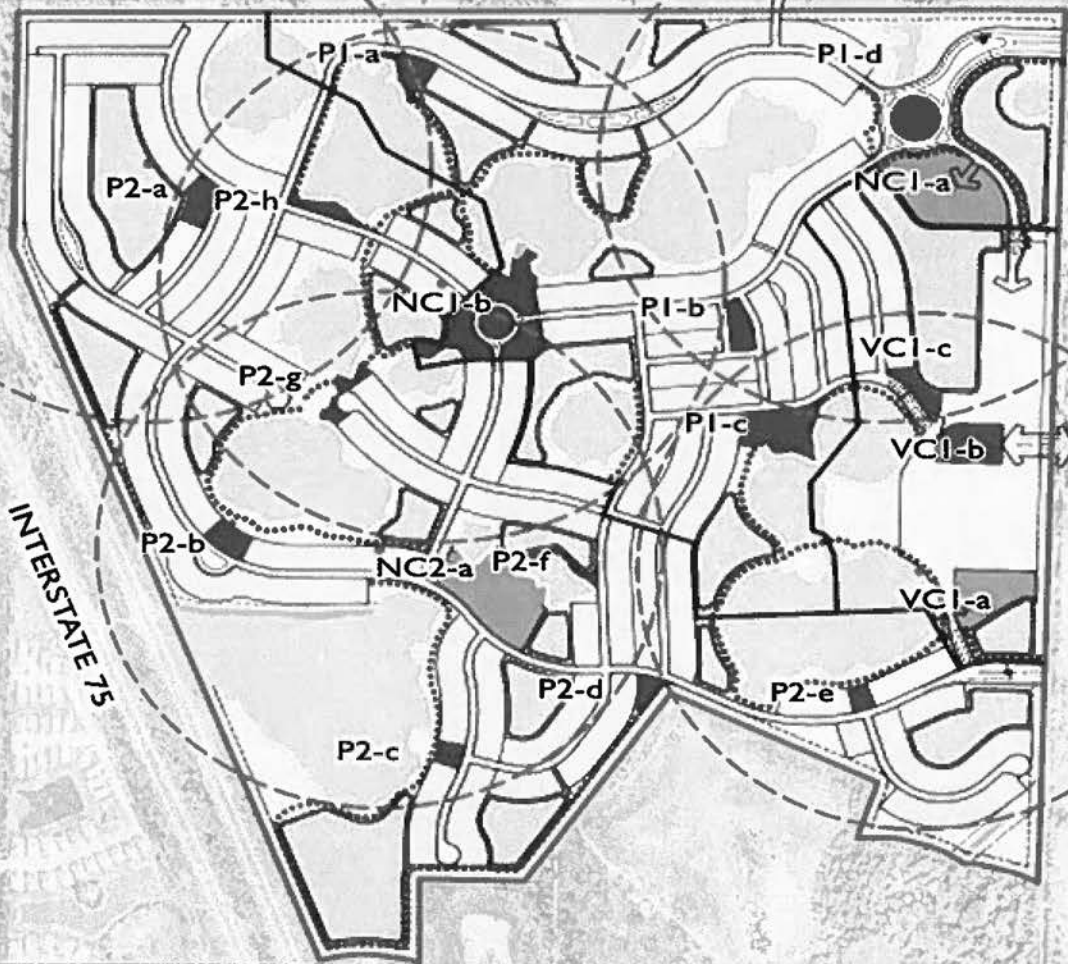 P1-a
P1-d
P2-a
P2-h
NC1-a
NC1-b
P1-b
VC1-c
P2-g
P1-c
VC1-b
P2-b
NC2-a
P2-f
VC1-a
INTERSTATE 75
P2-d
P2-e
P2-c